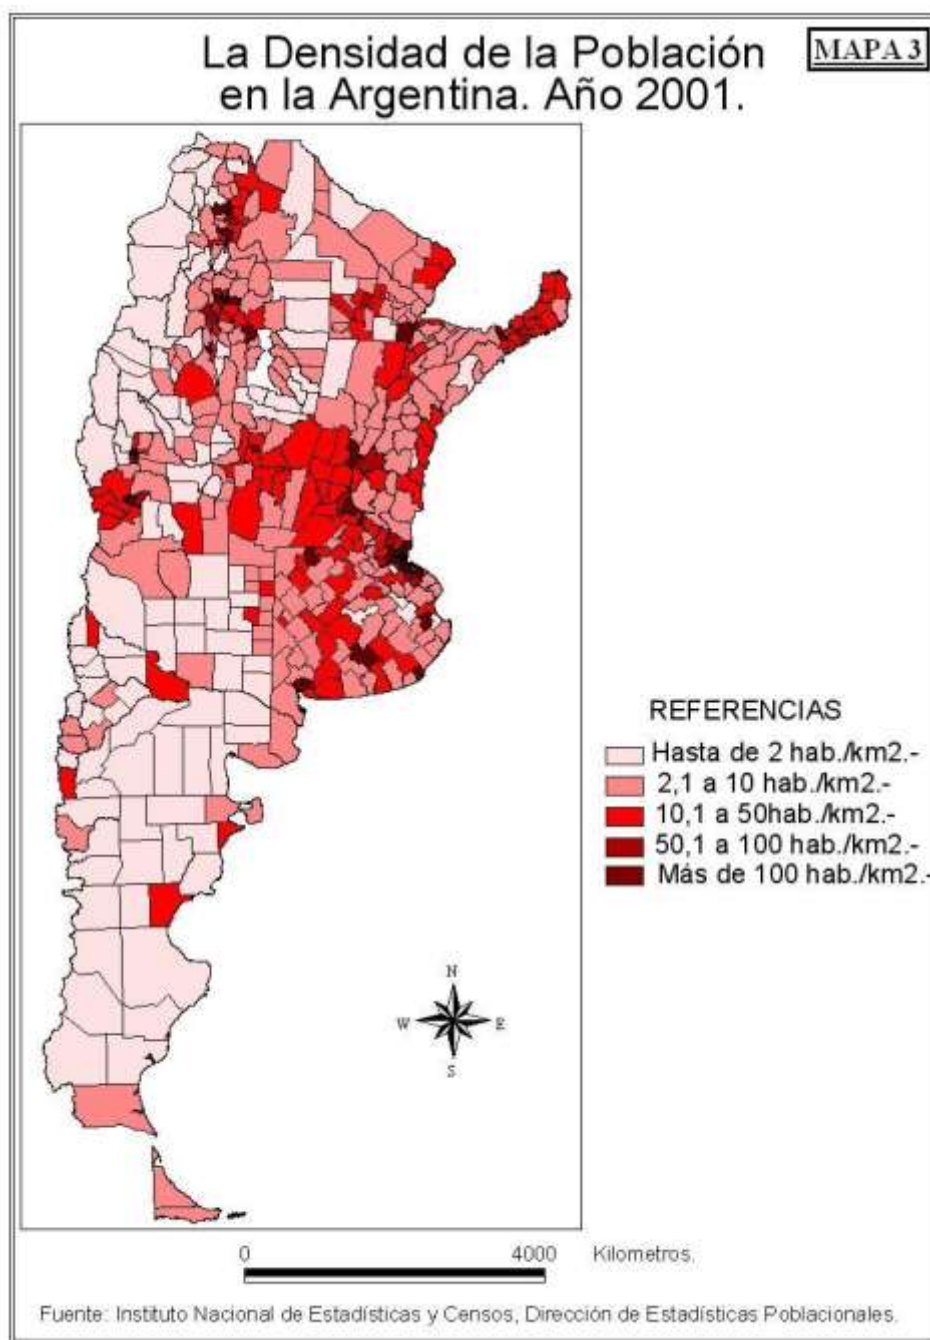 La Densidad de la Población
en la Argentina. Año 2001.
MAPA 3
REFERENCIAS
Hasta de 2 hab./km2.-
2,1 a 10 hab./km2.-
10,1 a 50hab./km2.-
50,1 a 100 hab./km2.-
Más de 100 hab./km2.-
N
W E
S
0 4000 Kilometros.
Fuente: Instituto Nacional de Estadísticas y Censos, Dirección de Estadísticas Poblacionales.